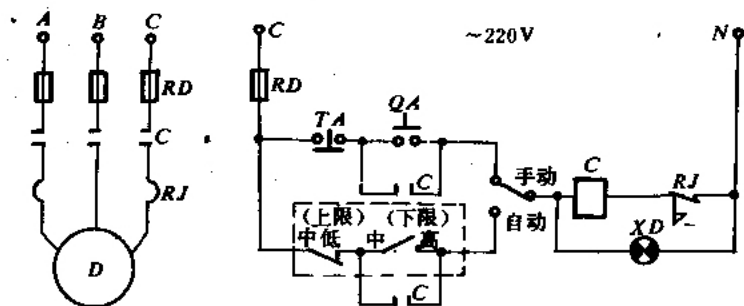 A B C C ~220V N
RD RD
TA QA
C C
C
手动
RJ
RJ
自动
(上限) (下限)
XD
中低 中 高
D
C